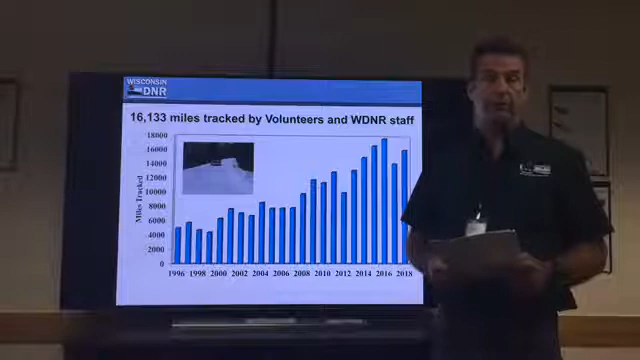 WISCONSIN
DNR
16,133 miles tracked by Volunteers and WDNR staff
18000
16000
14000
12000
10000
8000
6000
4000
2000
0
Miles Tracked
1996 1998 2000 2002 2004 2006 2008 2010 2012 2014 2016 2018